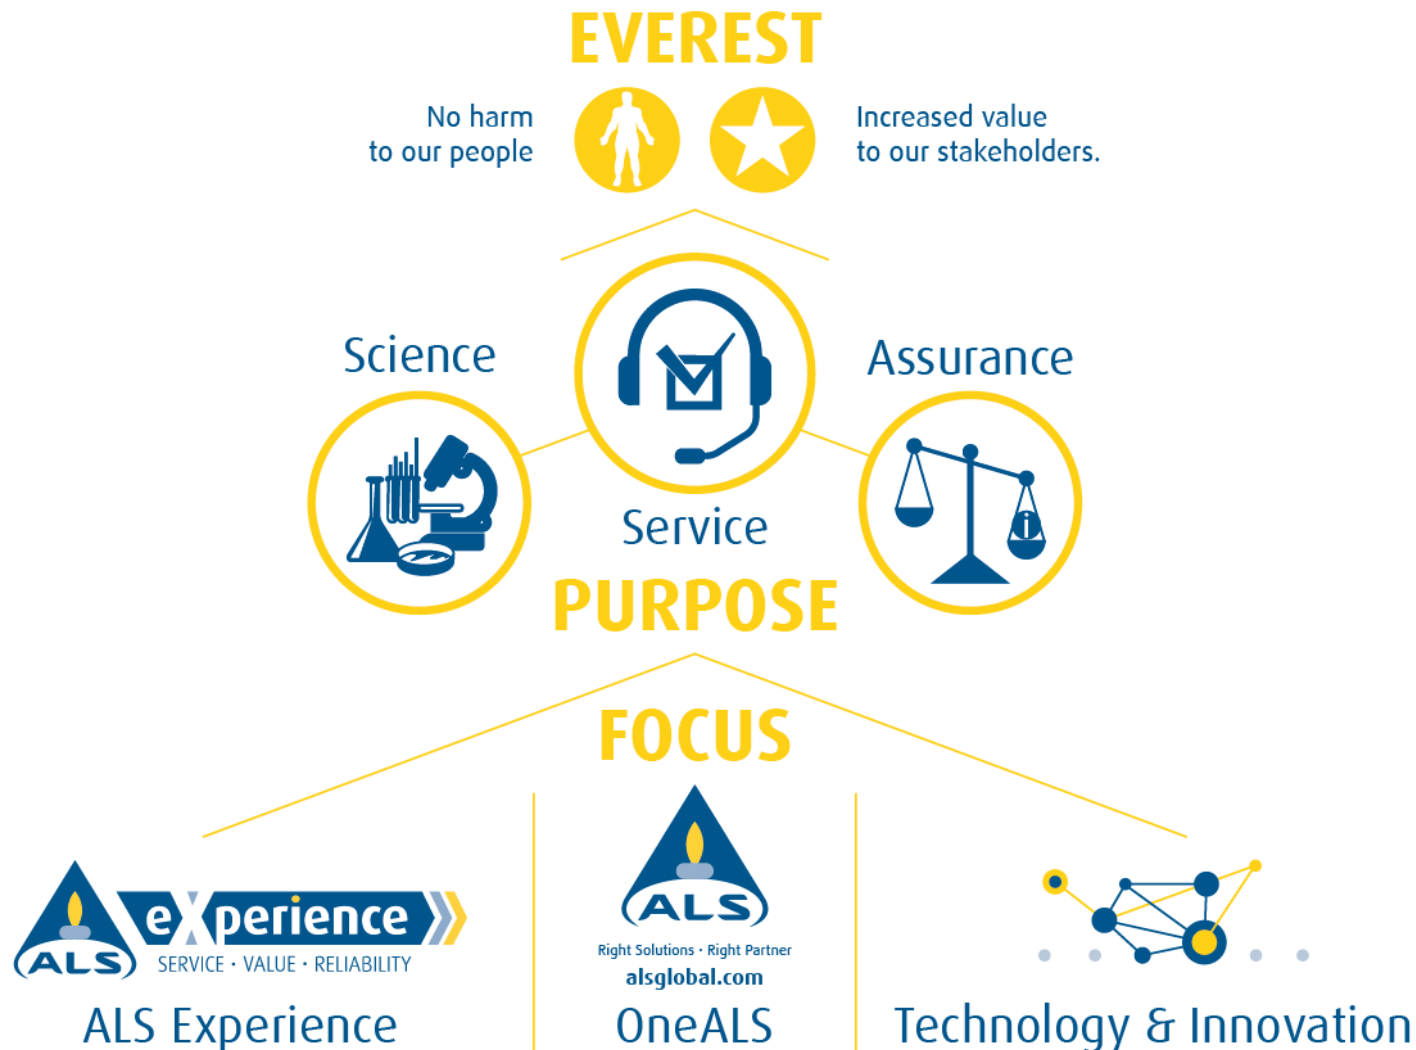 EVEREST
No harm
to our people
Increased value
to our stakeholders.
Science
Assurance
i
Service
PURPOSE
FOCUS
ALS
eXperience
SERVICE · VALUE · RELIABILITY
ALS Experience
ALS
Right Solutions · Right Partner
alsglobal.com
OneALS
Technology & Innovation